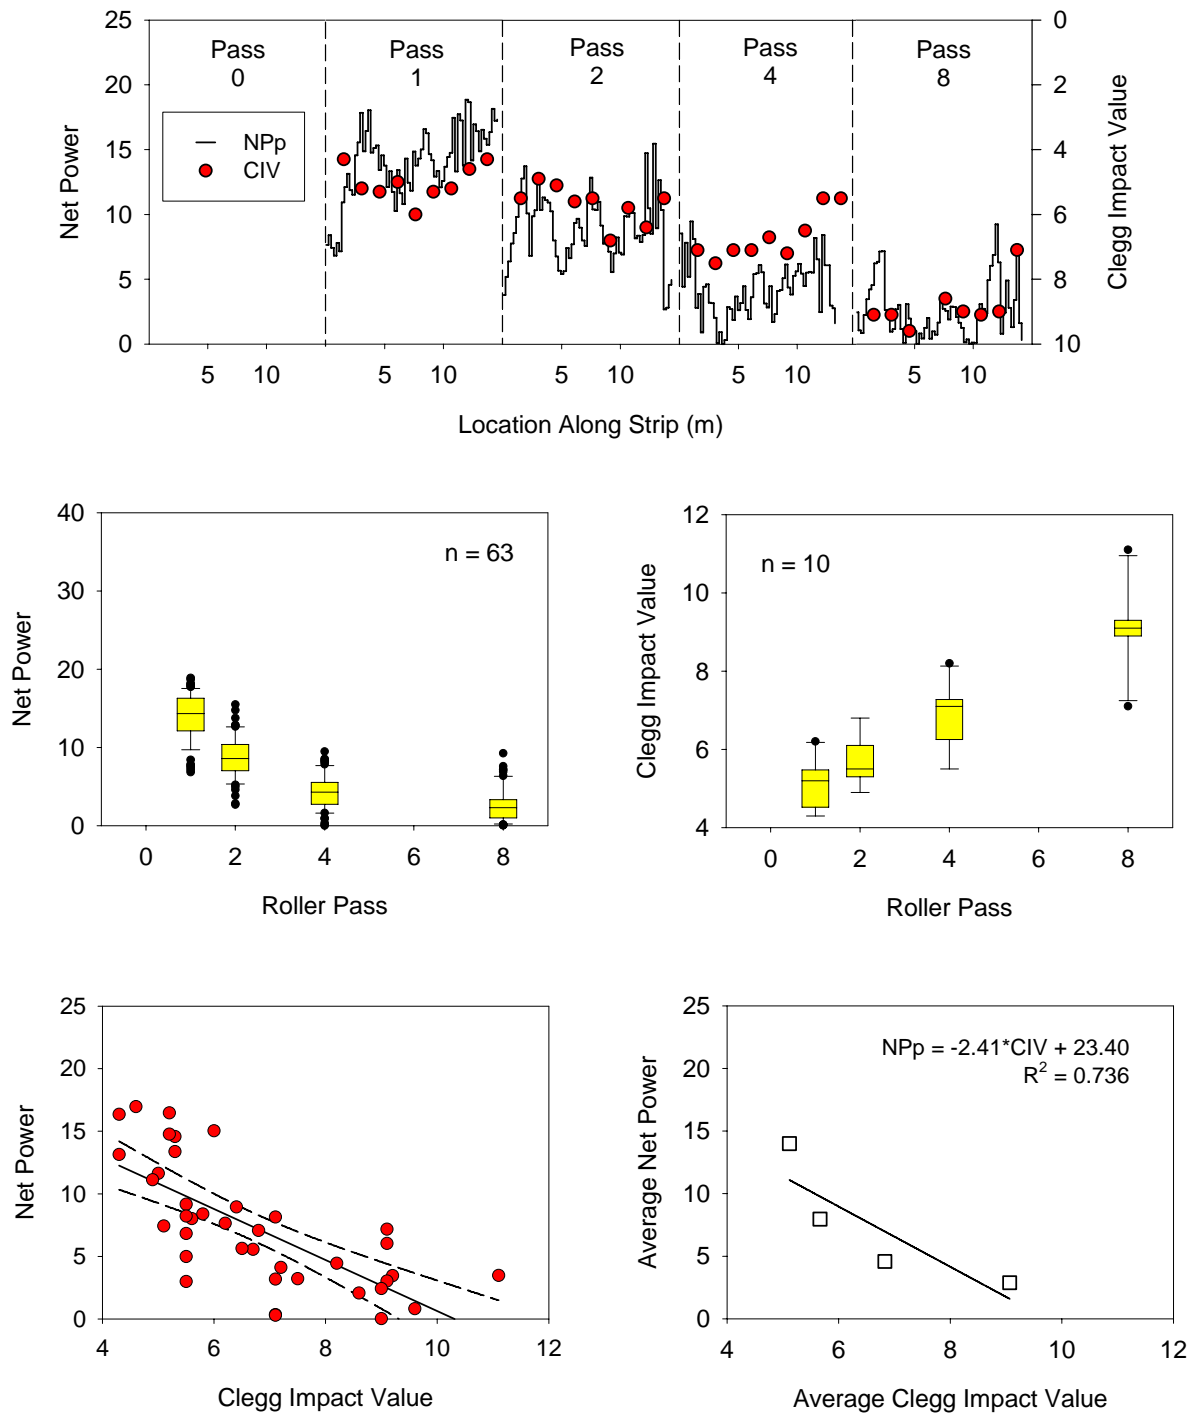 25
20
15
10
5
0
Net Power
Pass
0
Pass
1
Pass
2
Pass
4
Pass
8
NPp
CIV
0
2
4
6
8
10
Clegg Impact Value
5 10 5 10 5 10 5 10 5 10
Location Along Strip (m)
40
30
20
10
0
Net Power
n = 63
0 2 4 6 8
Roller Pass
12
10
8
6
4
Clegg Impact Value
n = 10
0 2 4 6 8
Roller Pass
25
20
15
10
5
0
Net Power
4 6 8 10 12
Clegg Impact Value
25
20
15
10
5
0
Average Net Power
NPp = -2.41*CIV + 23.40
R² = 0.736
4 6 8 10 12
Average Clegg Impact Value